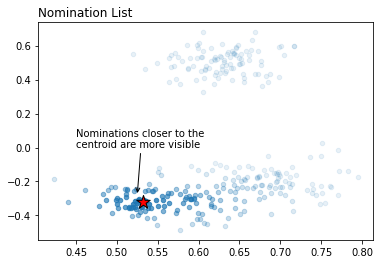 Nomination List
0.6
0.4
0.2
0.0
−0.2
−0.4
Nominations closer to the
centroid are more visible
0.45 0.50 0.55 0.60 0.65 0.70 0.75 0.80